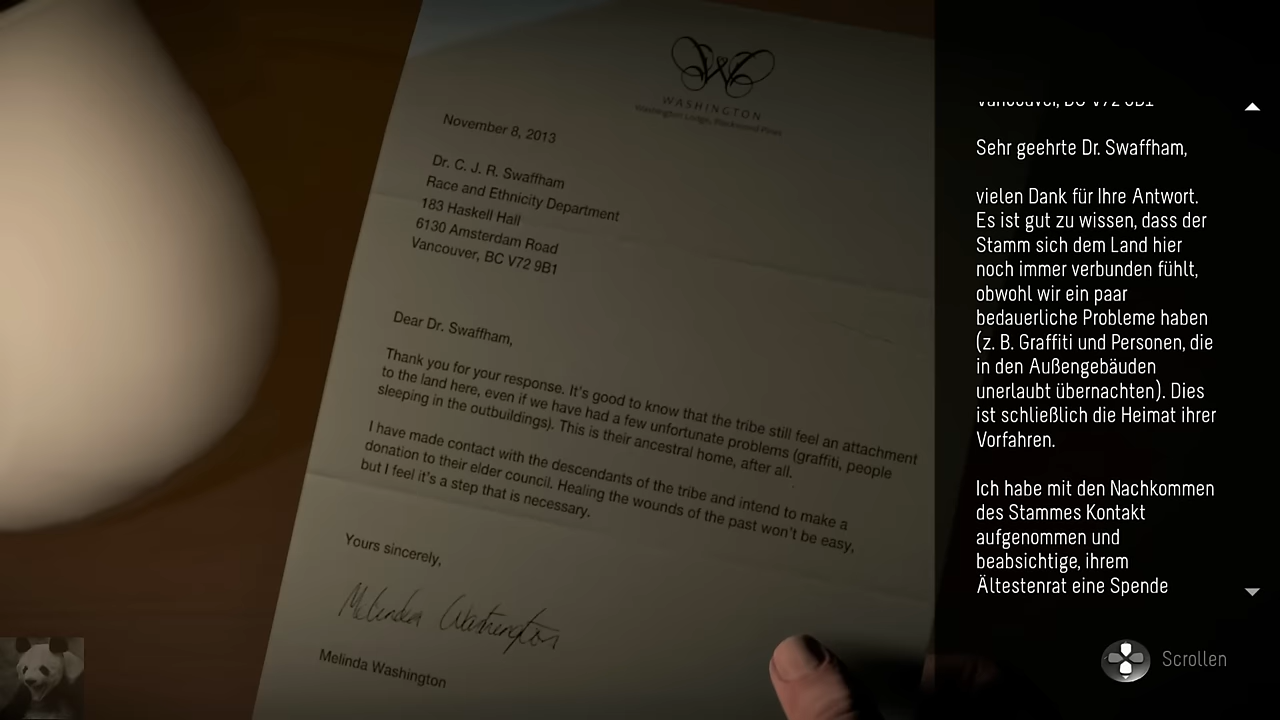 WASHINGTON
Washington Lodge, Blackwood Pines
November 8, 2013
Dr. C. J. R. Swaffham
Race and Ethnicity Department
183 Haskell Hall
6130 Amsterdam Road
Vancouver, BC V72 9B1
Dear Dr. Swaffham,
Thank you for your response. It's good to know that the tribe still feel an attachment
to the land here, even if we have had a few unfortunate problems (graffiti, people
sleeping in the outbuildings). This is their ancestral home, after all.
I have made contact with the descendants of the tribe and intend to make a
donation to their elder council. Healing the wounds of the past won't be easy,
but I feel it's a step that is necessary.
Yours sincerely,
Melinda Washington
Melinda Washington
Sehr geehrte Dr. Swaffham,
vielen Dank für Ihre Antwort.
Es ist gut zu wissen, dass der
Stamm sich dem Land hier
noch immer verbunden fühlt,
obwohl wir ein paar
bedauerliche Probleme haben
(z. B. Graffiti und Personen, die
in den Außengebäuden
unerlaubt übernachten). Dies
ist schließlich die Heimat ihrer
Vorfahren.
Ich habe mit den Nachkommen
des Stammes Kontakt
aufgenommen und
beabsichtige, ihrem
Ältestenrat eine Spende
Scrollen